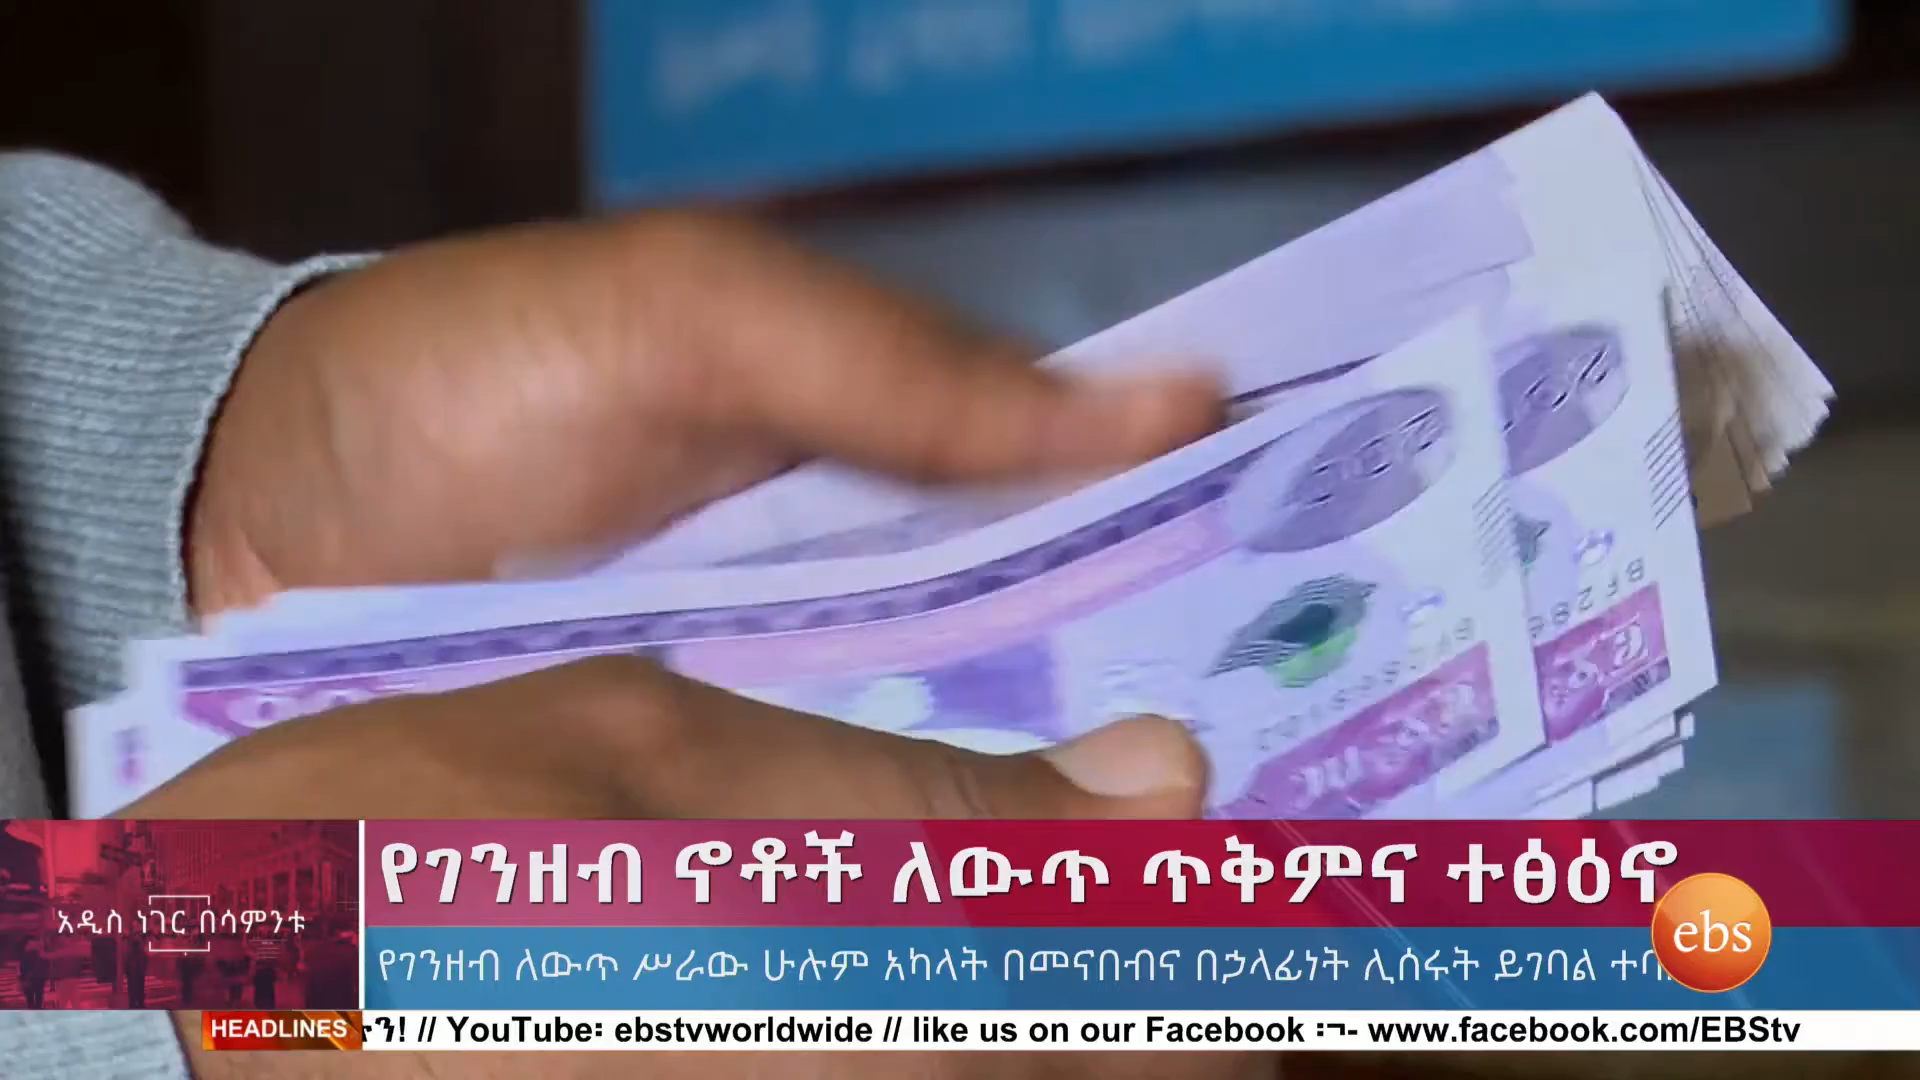 የገንዘብ ኖቶች ለውጥ ጥቅምና ተፅዕኖ
አዲስ ነገር በሳምንቱ
ebs
የገንዘብ ለውጥ ሥራው ሁሉም አካላት በመናበብና በኃላፊነት ሊሰሩት ይገባል ተባ
HEADLINES
ን! // YouTube፡ ebstvworldwide // like us on our Facebook ፡¬- www.facebook.com/EBStv